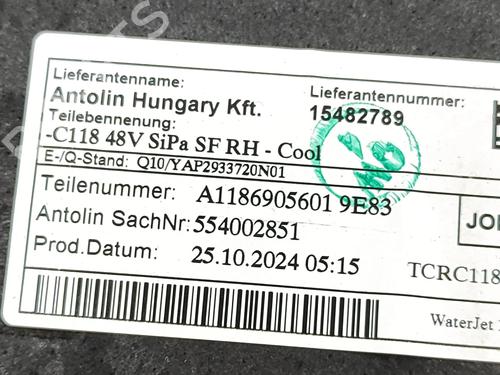 Lieferantenname:
Antolin Hungary Kft.
15482789
Teilebennenung:
-C118 48V SiPa SF RH - Cool
E-/Q-Stand: Q10/YAP2933720N01
Teilenummer: A1186905601 9E83
Antolin SachNr: 554002851
Prod.Datum: 25.10.2024 05:15
TCRC118
WaterJet